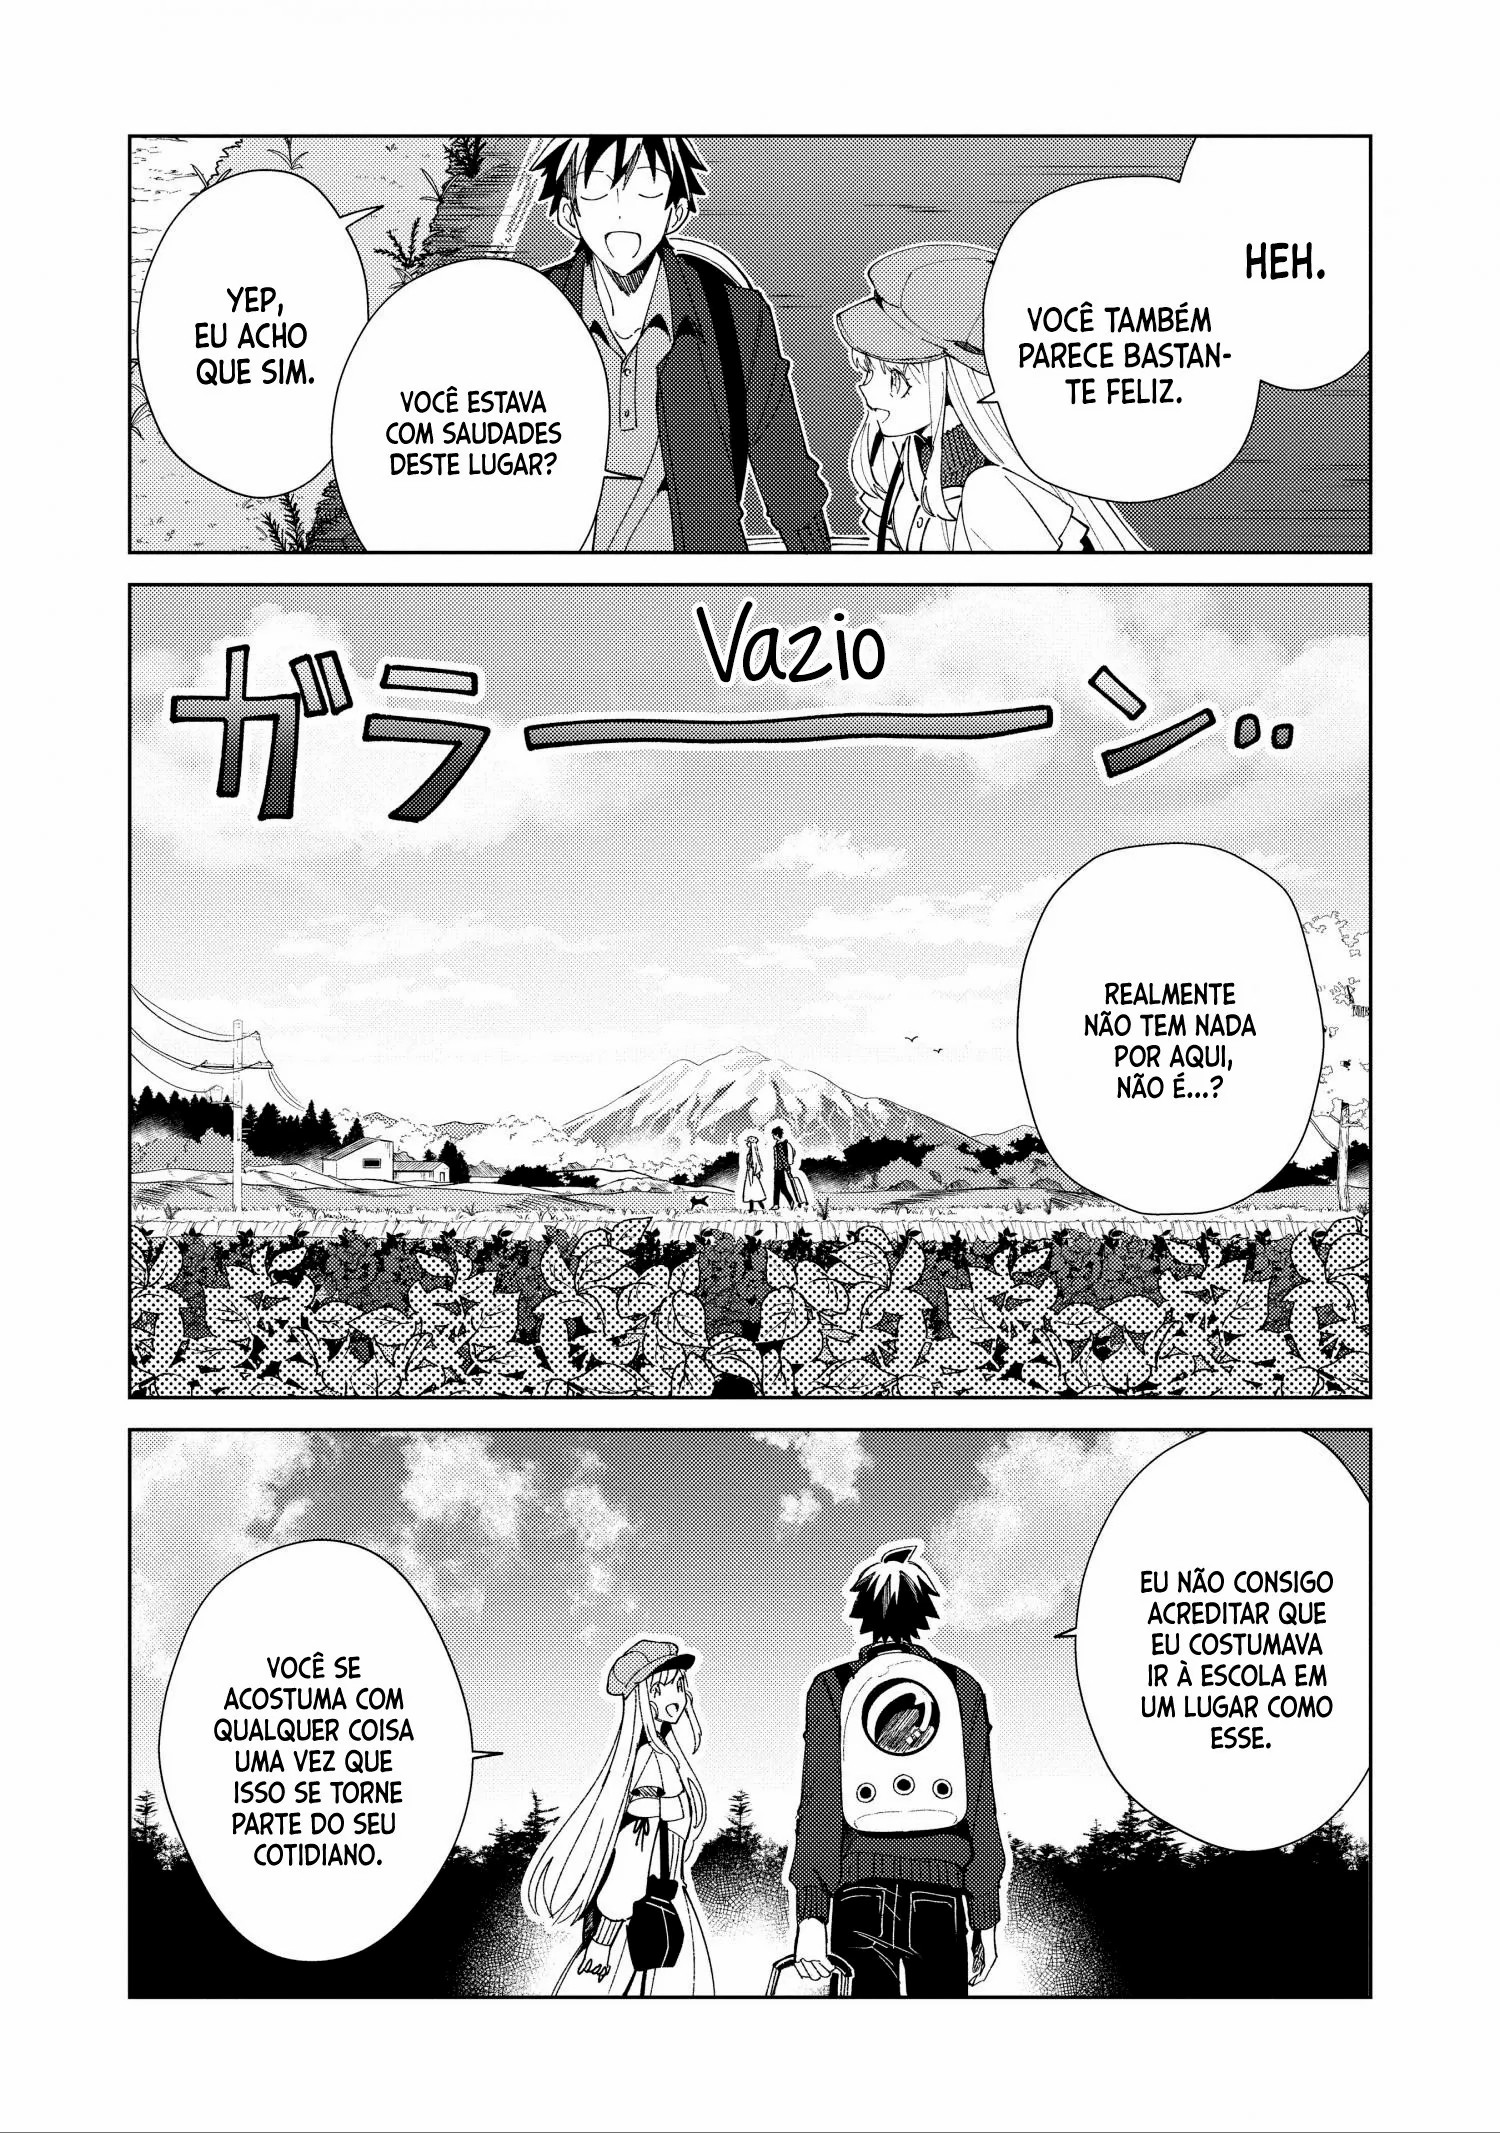 HEH.
VOCÊ TAMBÉM
PARECE BASTAN-
TE FELIZ.
VOCÊ ESTAVA
COM SAUDADES
DESTE LUGAR?
YEP,
EU ACHO
QUE SIM.
Vazio
ガラーン..
REALMENTE
NÃO TEM NADA
POR AQUI,
NÃO É...?
EU NÃO CONSIGO
ACREDITAR QUE
EU COSTUMAVA
IR À ESCOLA EM
UM LUGAR COMO
ESSE.
VOCÊ SE
ACOSTUMA COM
QUALQUER COISA
UMA VEZ QUE
ISSO SE TORNE
PARTE DO SEU
COTIDIANO.